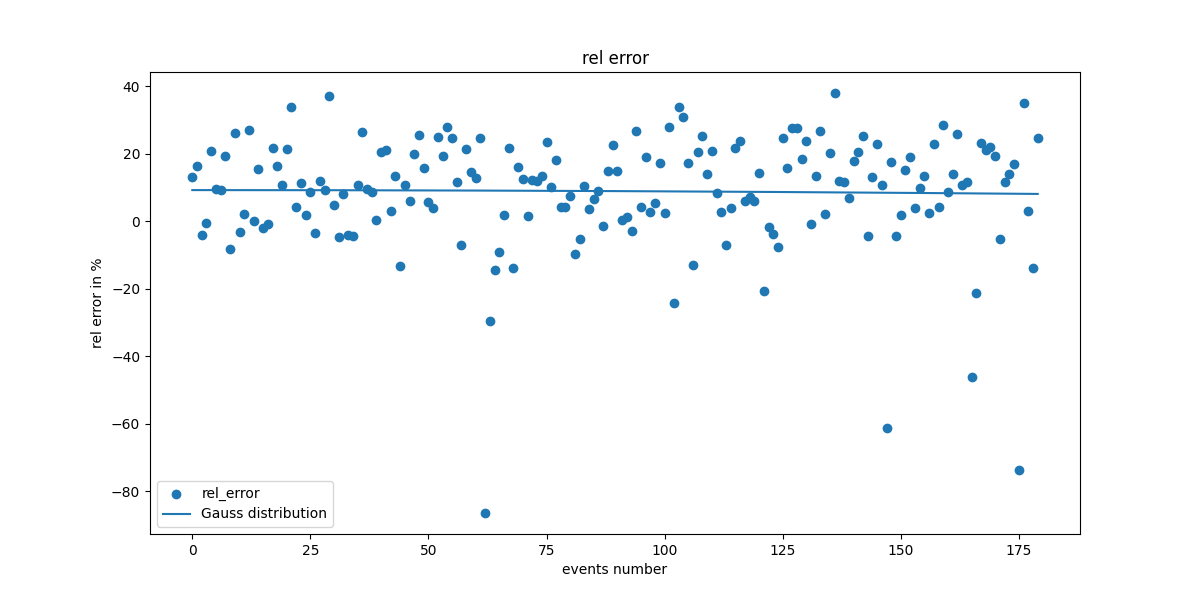 rel error
40
20
0
−20
−40
−60
−80
rel error in %
rel_error
Gauss distribution
0 25 50 75 100 125 150 175
events number